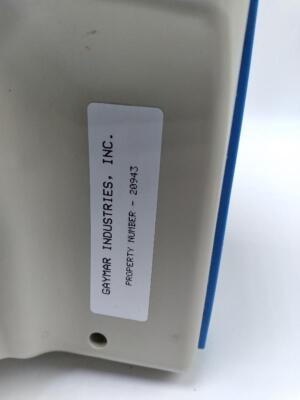 GAYMAR INDUSTRIES, INC.
PROPERTY NUMBER - 20943